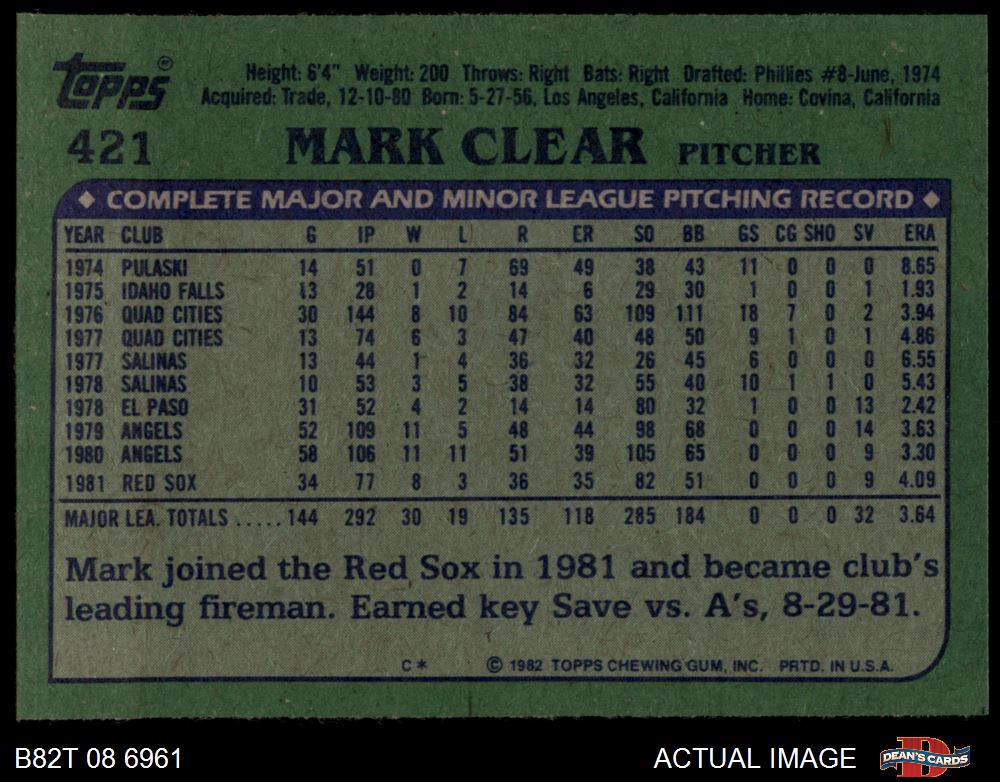 Topps ®
Height: 6'4" Weight: 200 Throws: Right Bats: Right Drafted: Phillies #8-June, 1974
Acquired: Trade, 12-10-80 Born: 5-27-56, Los Angeles, California Home: Covina, California
421 MARK CLEAR PITCHER
◆ COMPLETE MAJOR AND MINOR LEAGUE PITCHING RECORD ◆
YEAR CLUB G IP W L R ER SO BB GS CG SHO SV ERA
1974 PULASKI 14 51 0 7 69 49 38 43 11 0 0 0 8.65
1975 IDAHO FALLS 13 28 1 2 14 6 29 30 1 0 0 1 1.93
1976 QUAD CITIES 30 144 8 10 84 63 109 111 18 7 0 2 3.94
1977 QUAD CITIES 13 74 6 3 47 40 48 50 9 1 0 1 4.86
1977 SALINAS 13 44 1 4 36 32 26 45 6 0 0 0 6.55
1978 SALINAS 10 53 3 5 38 32 55 40 10 1 1 0 5.43
1978 EL PASO 31 52 4 2 14 14 80 32 1 0 0 13 2.42
1979 ANGELS 52 109 11 5 48 44 98 68 0 0 0 14 3.63
1980 ANGELS 58 106 11 11 51 39 105 65 0 0 0 9 3.30
1981 RED SOX 34 77 8 3 36 35 82 51 0 0 0 9 4.09
MAJOR LEA. TOTALS ..... 144 292 30 19 135 118 285 184 0 0 0 32 3.64
Mark joined the Red Sox in 1981 and became club's
leading fireman. Earned key Save vs. A's, 8-29-81.
C* © 1982 TOPPS CHEWING GUM, INC. PRTD. IN U.S.A.
B82T 08 6961 ACTUAL IMAGE DEAN'S CARDS